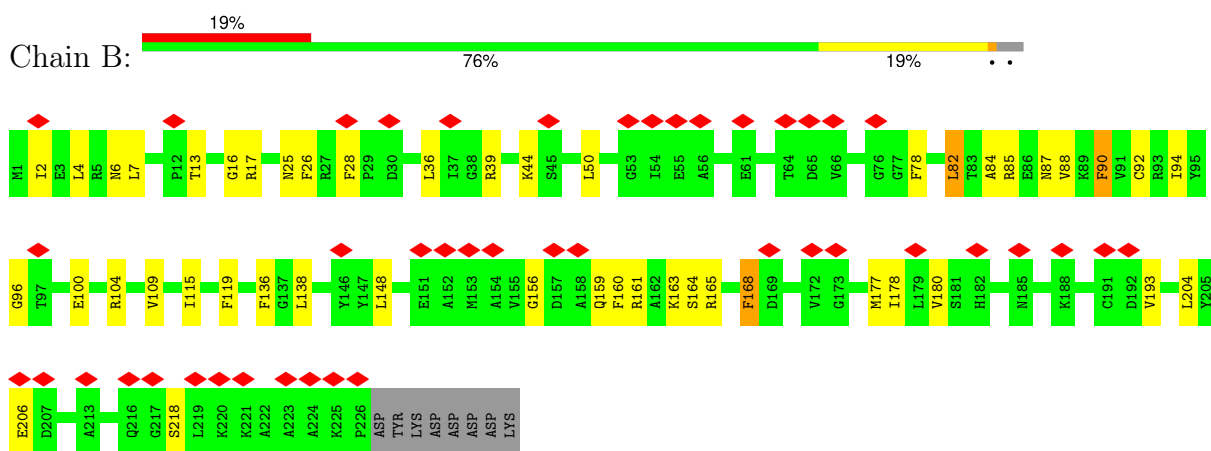 19%
Chain B:
76% 19% • •
M1 I2 E3 L4 R5 N6 L7 P12 T13 G16 R17 N25 F26 R27 F28 P29 D30 L36 I37 G38 R39 K44 S45 L50 G53 I54 E55 A56 E61 T64 D65 V66 G76 G77 F78 L82 T83 A84 R85 E86 N87 V88 K89 F90 V91 C92 R93 I94 Y95
G96 T97 E100 R104 V109 I115 F119 F136 G137 L138 Y146 Y147 L148 E151 A152 M153 A154 V155 G156 D157 A158 Q159 F160 R161 A162 K163 S164 R165 F168 D169 V172 G173 M177 I178 L179 V180 S181 H182 N185 K188 C191 D192 V193 L204 Y205
E206 D207 A213 Q216 G217 S218 L219 K220 K221 A222 A223 A224 K225 P226 ASP TYR LYS ASP ASP ASP ASP LYS